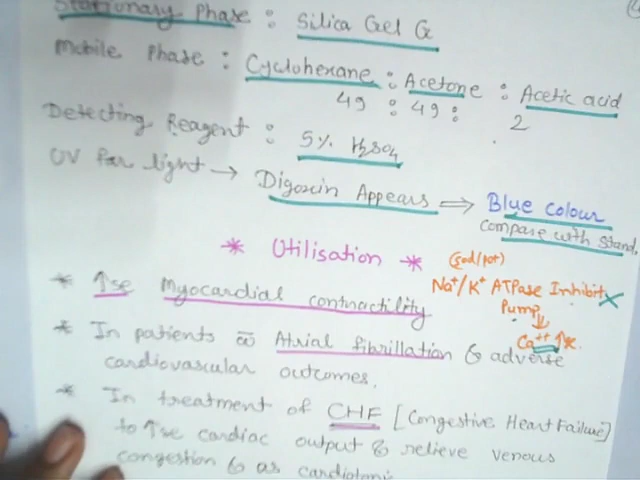 Stationary Phase : Silica Gel G
Mobile Phase : Cyclohexane : Acetone : Acetic acid
49 : 49 : 2
Detecting Reagent : 5% H₂SO₄
UV far light → Digoxin Appears ⇒ Blue colour
compare with stand.
* Utilisation *
(sod/pot)
Na⁺/K⁺ ATPase Inhibit ×
Pump
⇓
Ca⁺⁺ ↑se
* ↑se Myocardial contractility
* In patients c̅ Atrial fibrillation & adverse
cardiovascular outcomes.
* In treatment of CHF [Congestive Heart Failure]
to ↑se cardiac output & relieve venous
congestion & as cardiotonic